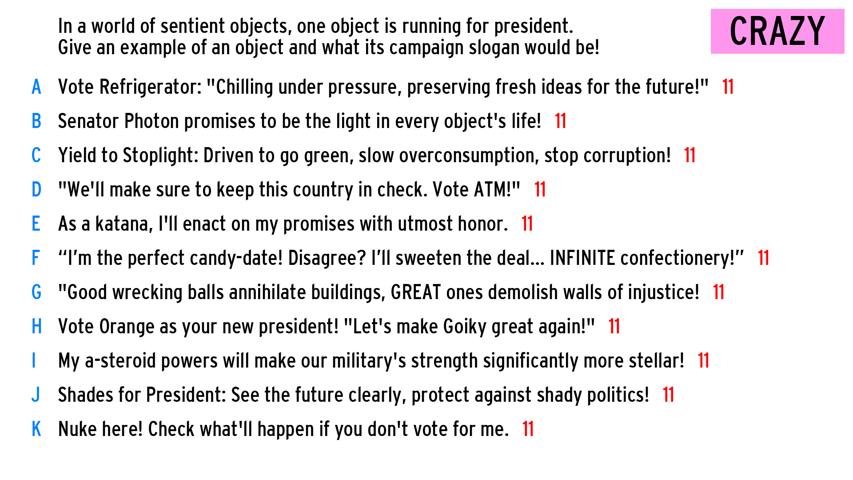 In a world of sentient objects, one object is running for president.
Give an example of an object and what its campaign slogan would be!
CRAZY
A Vote Refrigerator: "Chilling under pressure, preserving fresh ideas for the future!" 11
B Senator Photon promises to be the light in every object's life! 11
C Yield to Stoplight: Driven to go green, slow overconsumption, stop corruption! 11
D "We'll make sure to keep this country in check. Vote ATM!" 11
E As a katana, I'll enact on my promises with utmost honor. 11
F “I’m the perfect candy-date! Disagree? I’ll sweeten the deal... INFINITE confectionery!” 11
G "Good wrecking balls annihilate buildings, GREAT ones demolish walls of injustice! 11
H Vote Orange as your new president! "Let's make Goiky great again!" 11
I My a-steroid powers will make our military's strength significantly more stellar! 11
J Shades for President: See the future clearly, protect against shady politics! 11
K Nuke here! Check what'll happen if you don't vote for me. 11